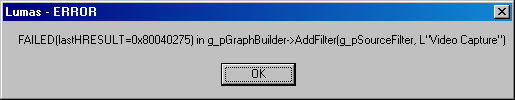 Lumas - ERROR
FAILED(lastHRESULT=0x80040275) in g_pGraphBuilder->AddFilter(g_pSourceFilter, L"Video Capture")
OK